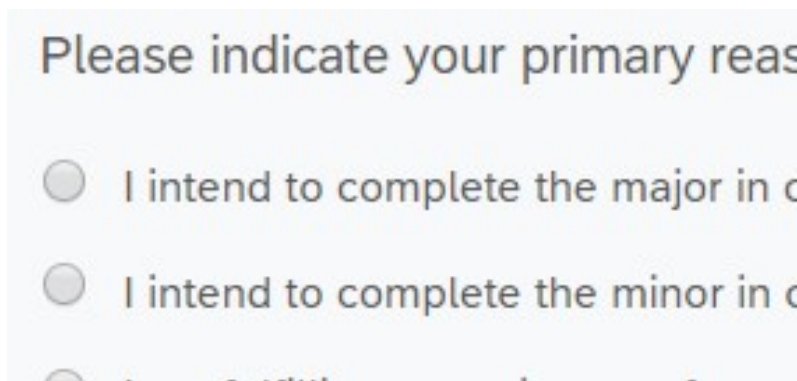 Please indicate your primary reas
I intend to complete the major in c
I intend to complete the minor in c